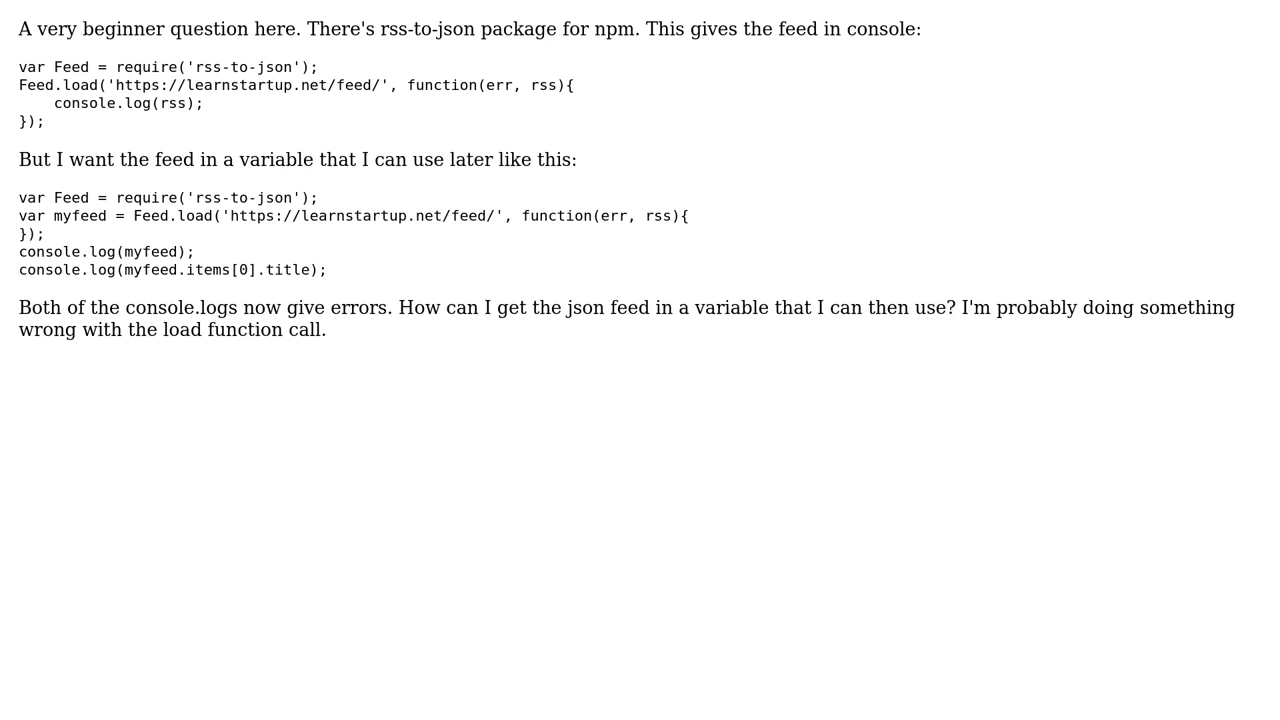 A very beginner question here. There's rss-to-json package for npm. This gives the feed in console:
var Feed = require('rss-to-json');
Feed.load('https://learnstartup.net/feed/', function(err, rss){
    console.log(rss);
});
But I want the feed in a variable that I can use later like this:
var Feed = require('rss-to-json');
var myfeed = Feed.load('https://learnstartup.net/feed/', function(err, rss){
});
console.log(myfeed);
console.log(myfeed.items[0].title);
Both of the console.logs now give errors. How can I get the json feed in a variable that I can then use? I'm probably doing something
wrong with the load function call.